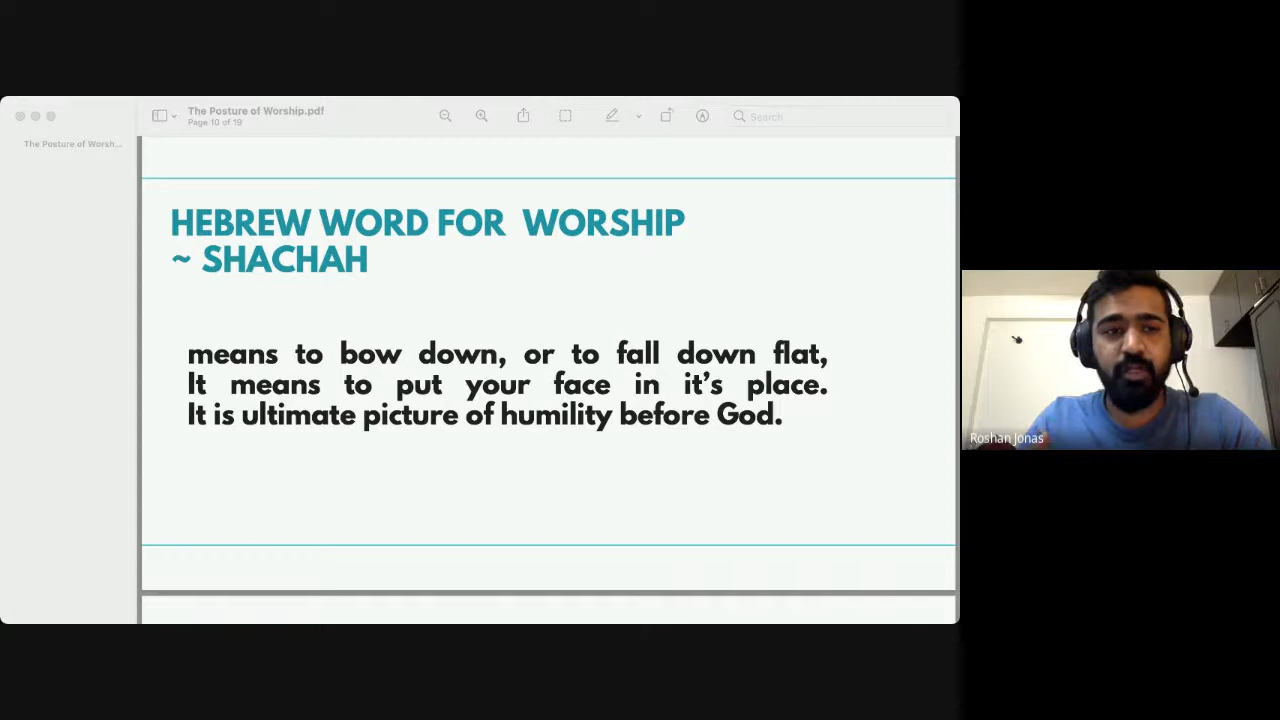 The Posture of Worship.pdf
Page 10 of 19
Search
The Posture of Worsh...
HEBREW WORD FOR WORSHIP
~ SHACHAH
means to bow down, or to fall down flat,
It means to put your face in it's place.
It is ultimate picture of humility before God.
Roshan Jonas